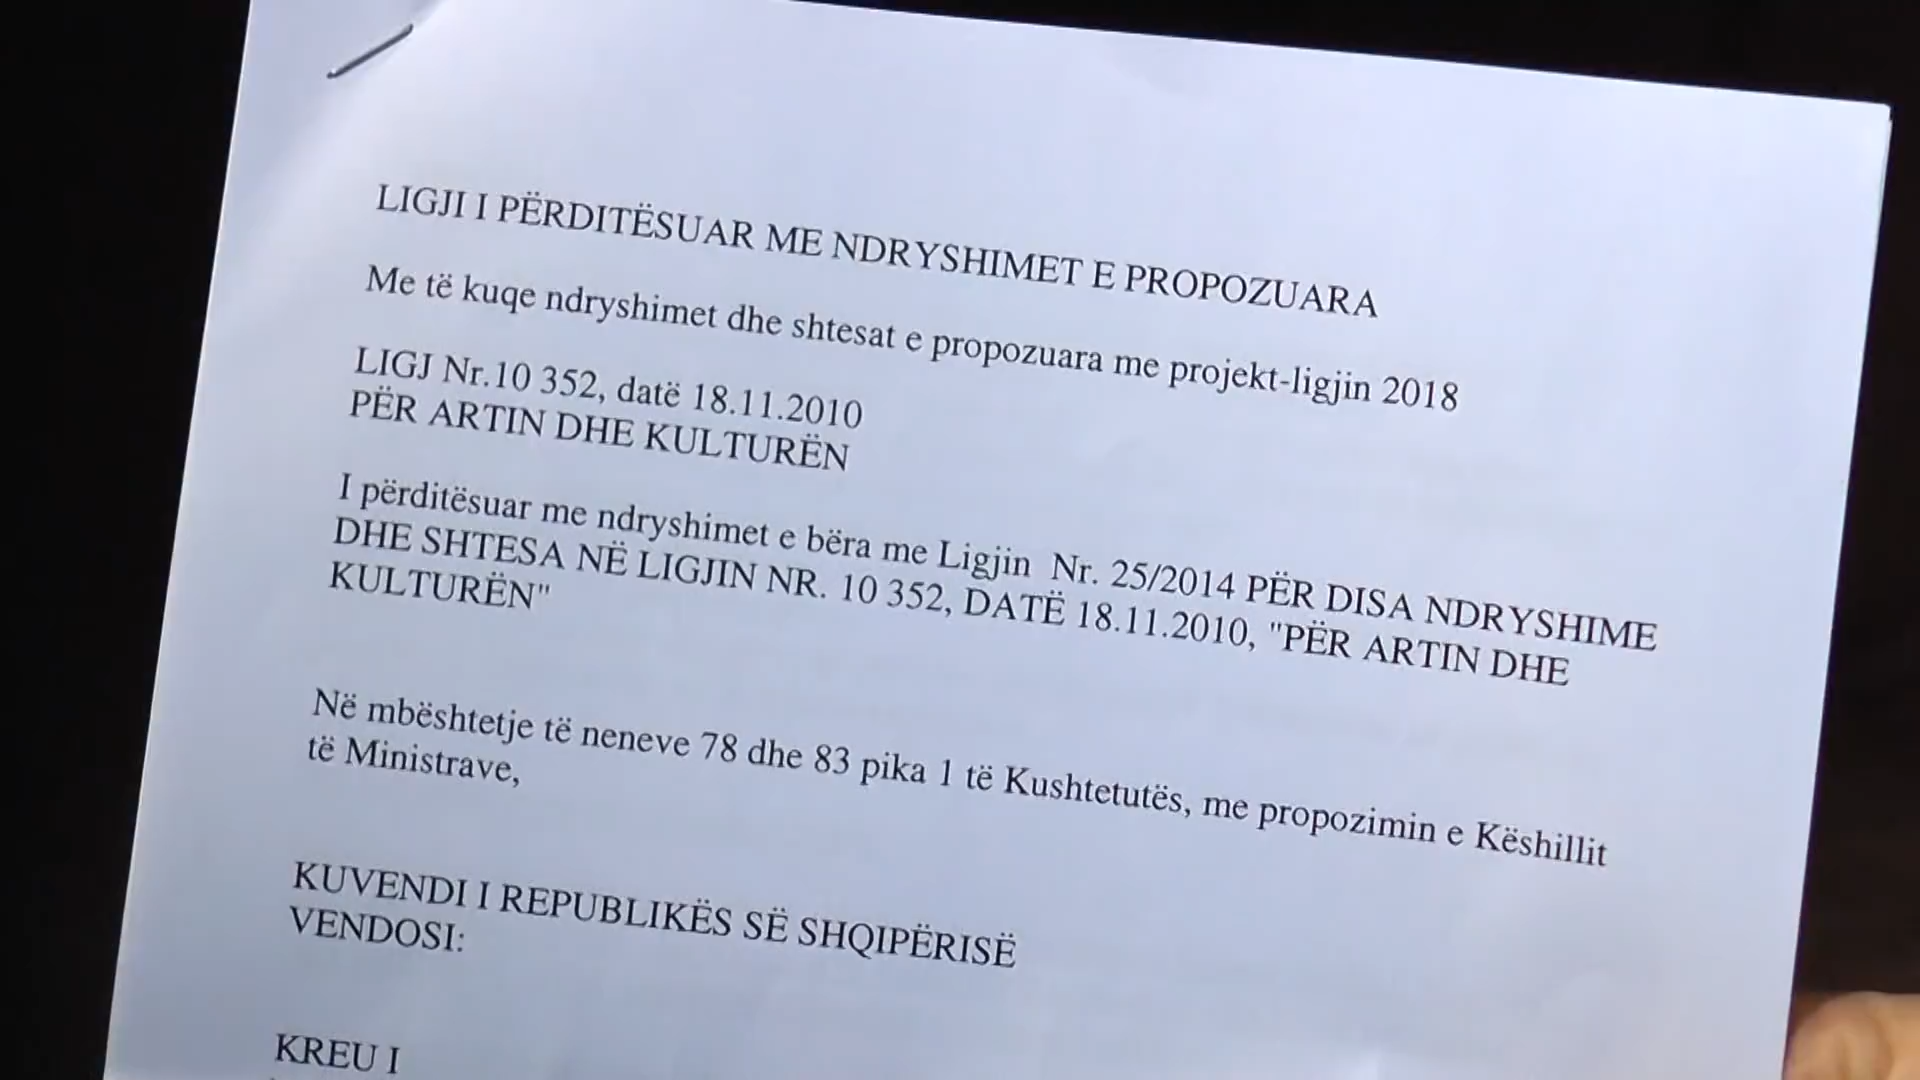 LIGJI I PËRDITËSUAR ME NDRYSHIMET E PROPOZUARA
Me të kuqe ndryshimet dhe shtesat e propozuara me projekt-ligjin 2018
LIGJ Nr.10 352, datë 18.11.2010
PËR ARTIN DHE KULTURËN
I përditësuar me ndryshimet e bëra me Ligjin Nr. 25/2014 PËR DISA NDRYSHIME
DHE SHTESA NË LIGJIN NR. 10 352, DATË 18.11.2010, "PËR ARTIN DHE
KULTURËN"
Në mbështetje të neneve 78 dhe 83 pika 1 të Kushtetutës, me propozimin e Këshillit
të Ministrave,
KUVENDI I REPUBLIKËS SË SHQIPËRISË
VENDOSI:
KREU I